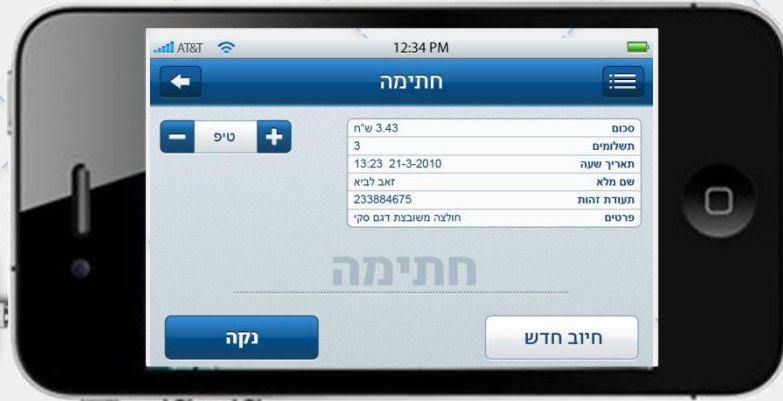 AT&T 12:34 PM
חתימה
טיפ
סכום 3.43 ש"ח
תשלומים 3
תאריך שעה 21-3-2010 13:23
שם מלא זאב לביא
תעודת זהות 233884675
פרטים חולצה משובצת דגם סקי
חתימה
חיוב חדש נקה